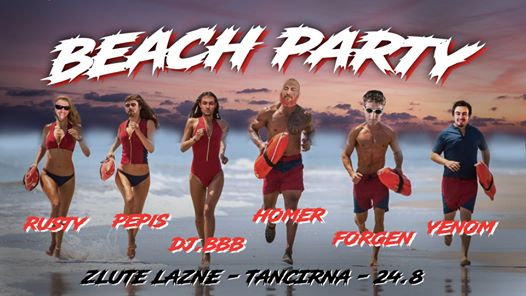 BEACH PARTY
RUSTY
PEPIS
DJ.BBB
HOMER
FORGEN
YENOM
ZLUTE LAZNE - TANCIRNA - 24.8